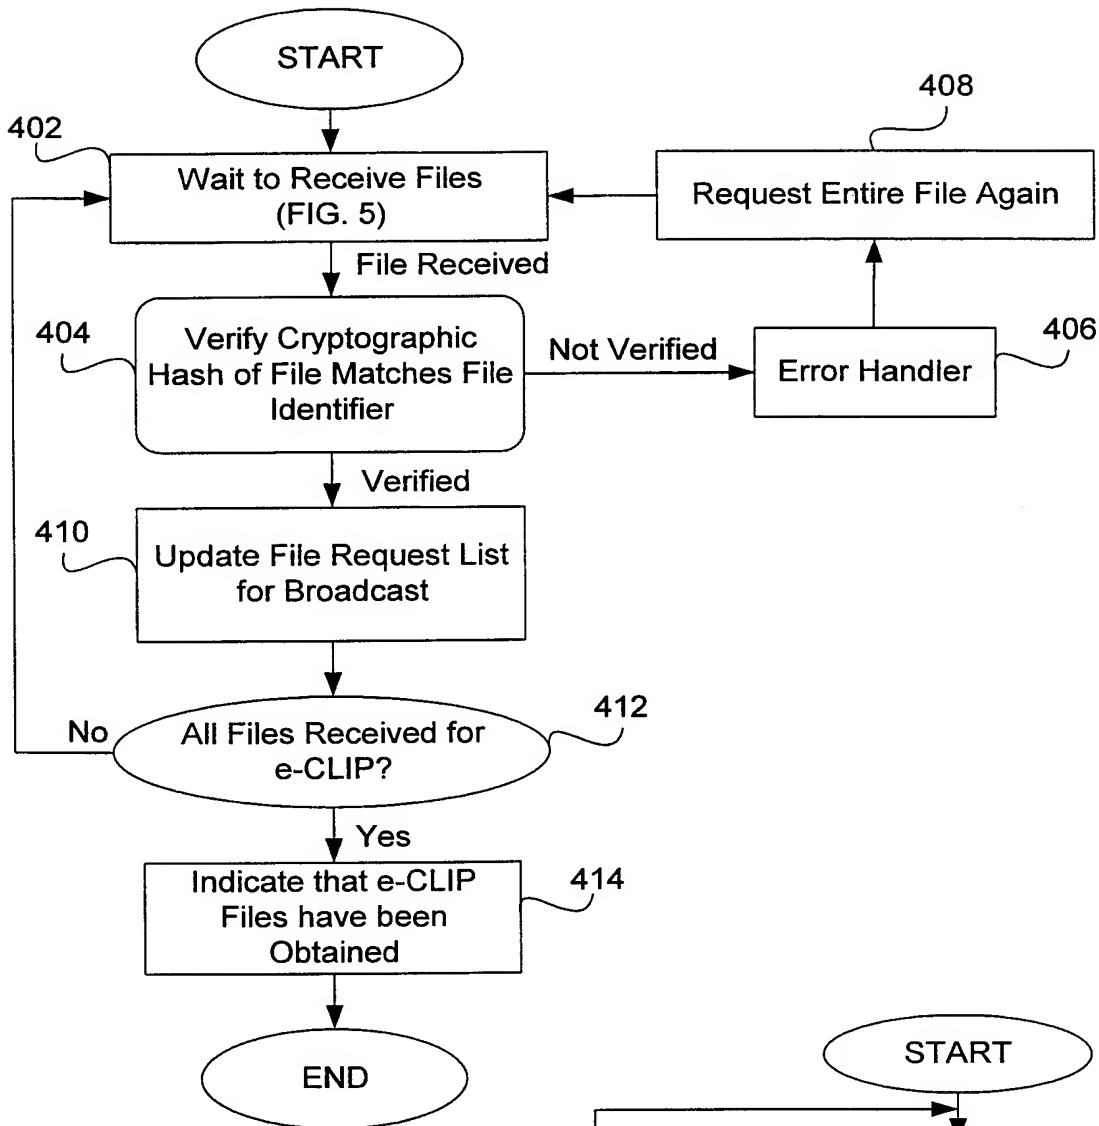 START
408
402
Wait to Receive Files
(FIG. 5)
Request Entire File Again
File Received
404
Verify Cryptographic
Hash of File Matches File
Identifier
Not Verified
Error Handler
406
Verified
410
Update File Request List
for Broadcast
No
All Files Received for
e-CLIP?
412
Yes
Indicate that e-CLIP
Files have been
Obtained
414
END
START